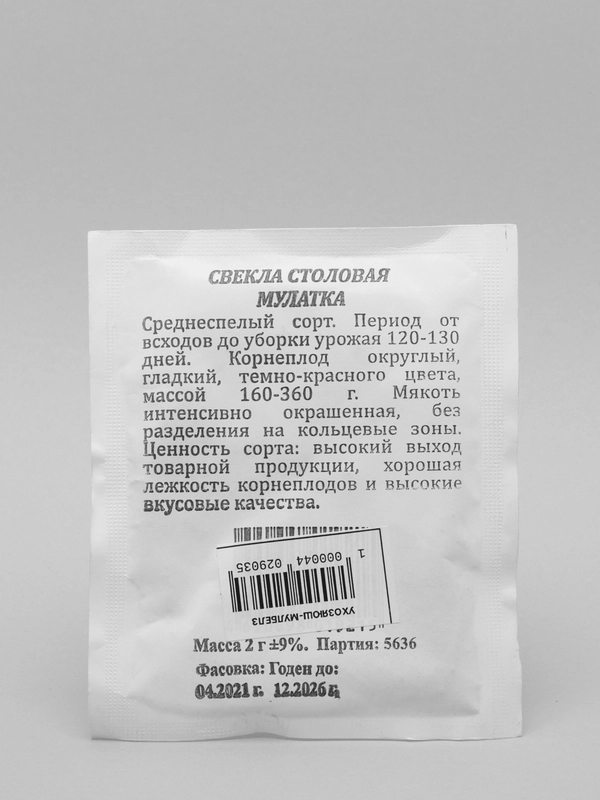 СВЕКЛА СТОЛОВАЯ
МУЛАТКА
Среднеспелый сорт. Период от
всходов до уборки урожая 120-130
дней. Корнеплод округлый,
гладкий, темно-красного цвета,
массой 160-360 г. Мякоть
интенсивно окрашенная, без
разделения на кольцевые зоны.
Ценность сорта: высокий выход
товарной продукции, хорошая
лежкость корнеплодов и высокие
вкусовые качества.
1 000044 029035
УХОЗЯЮШ-МУЛБЕЛ3
Масса 2 г ±9%. Партия: 5636
Фасовка: Годен до:
04.2021 г. 12.2026 г.